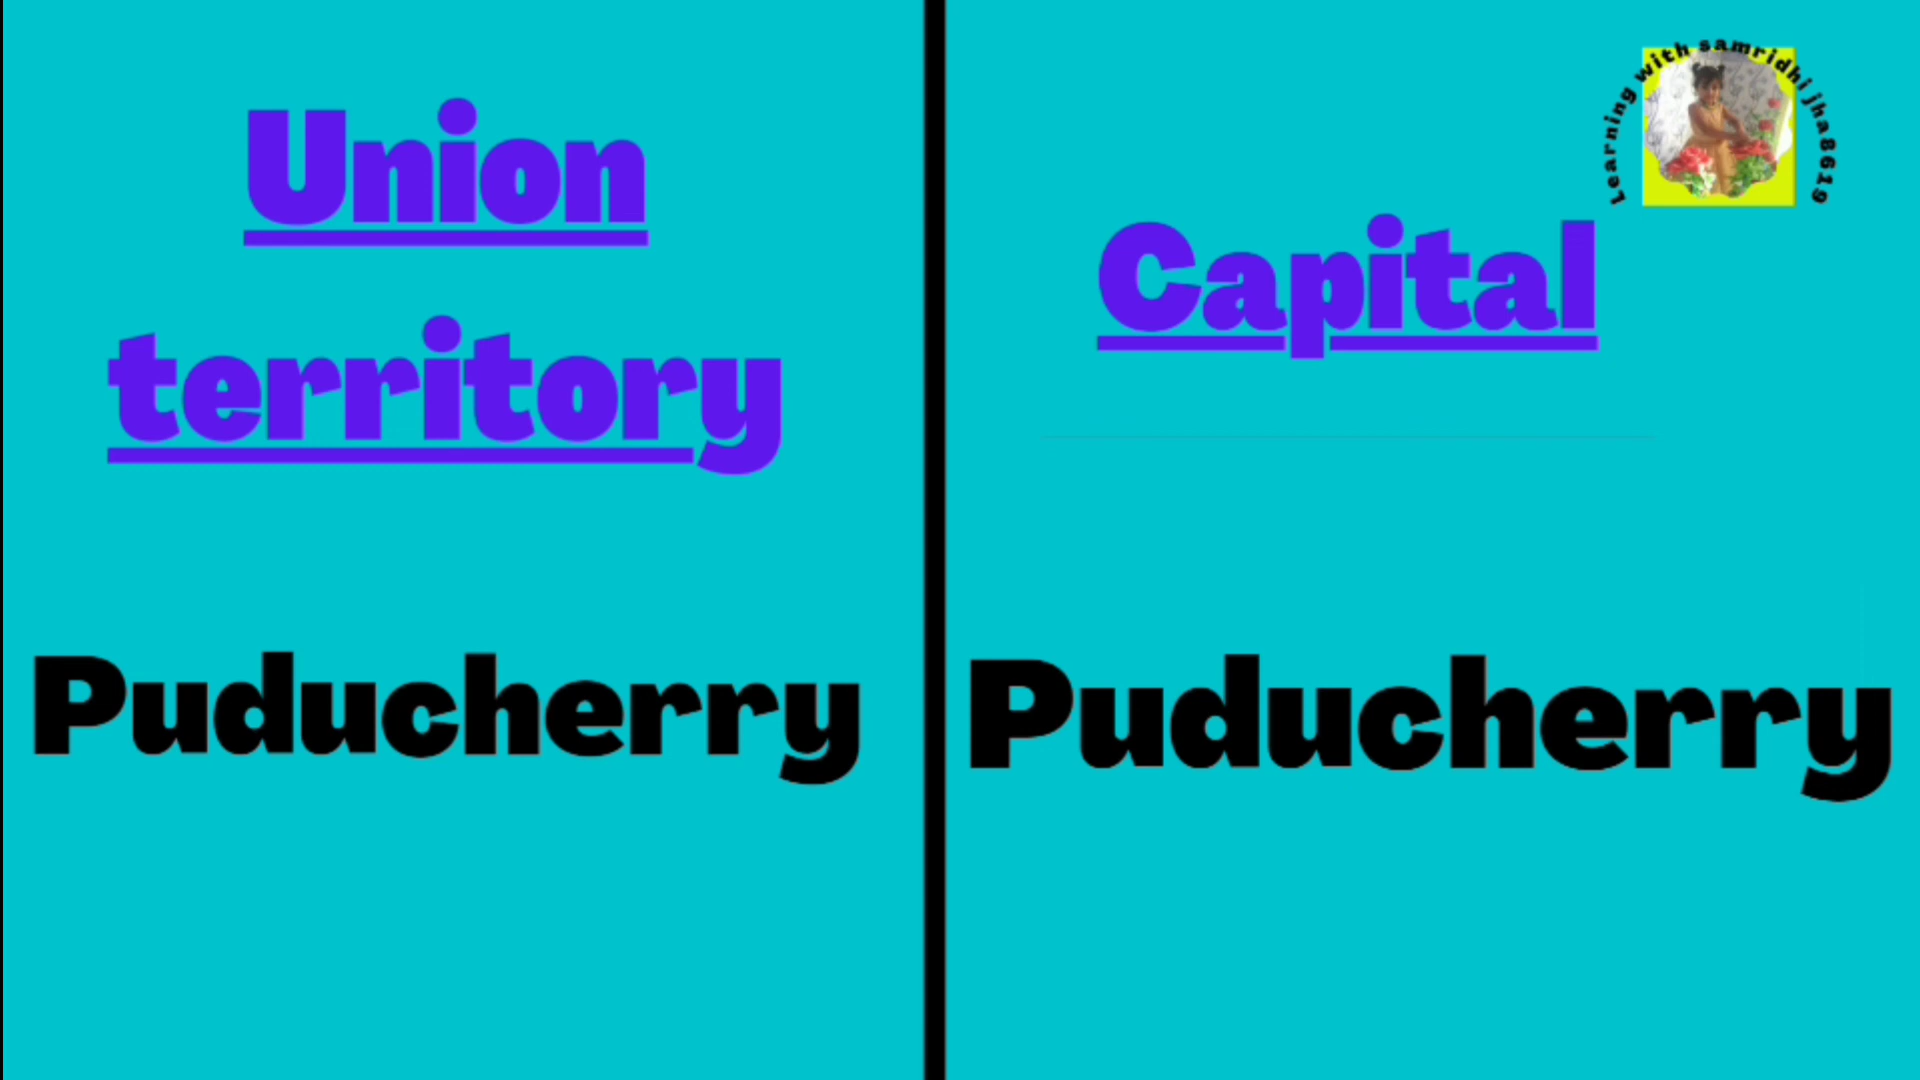 Union
territory
Puducherry
Capital
Puducherry
Learning with samridhi jha8619